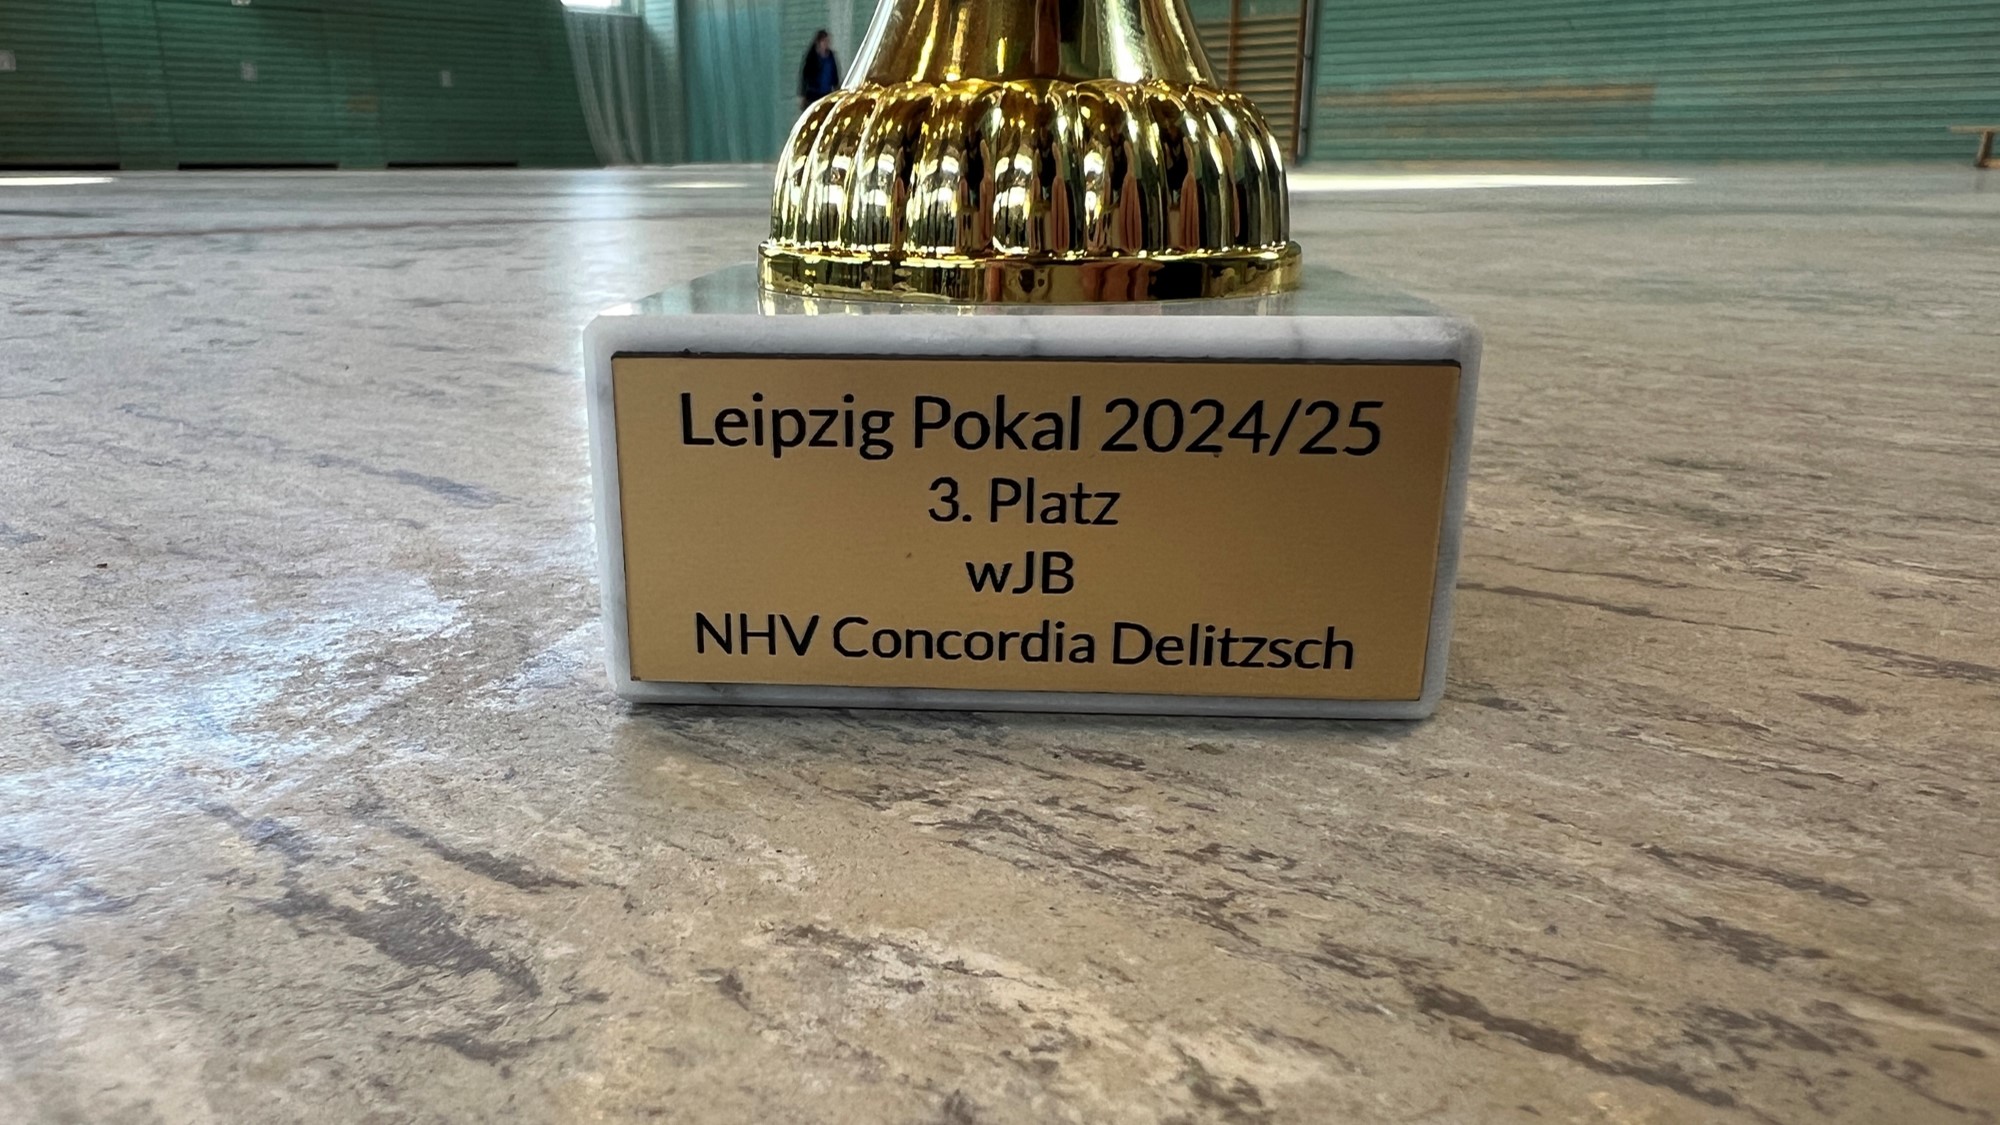 Leipzig Pokal 2024/25
3. Platz
wJB
NHV Concordia Delitzsch